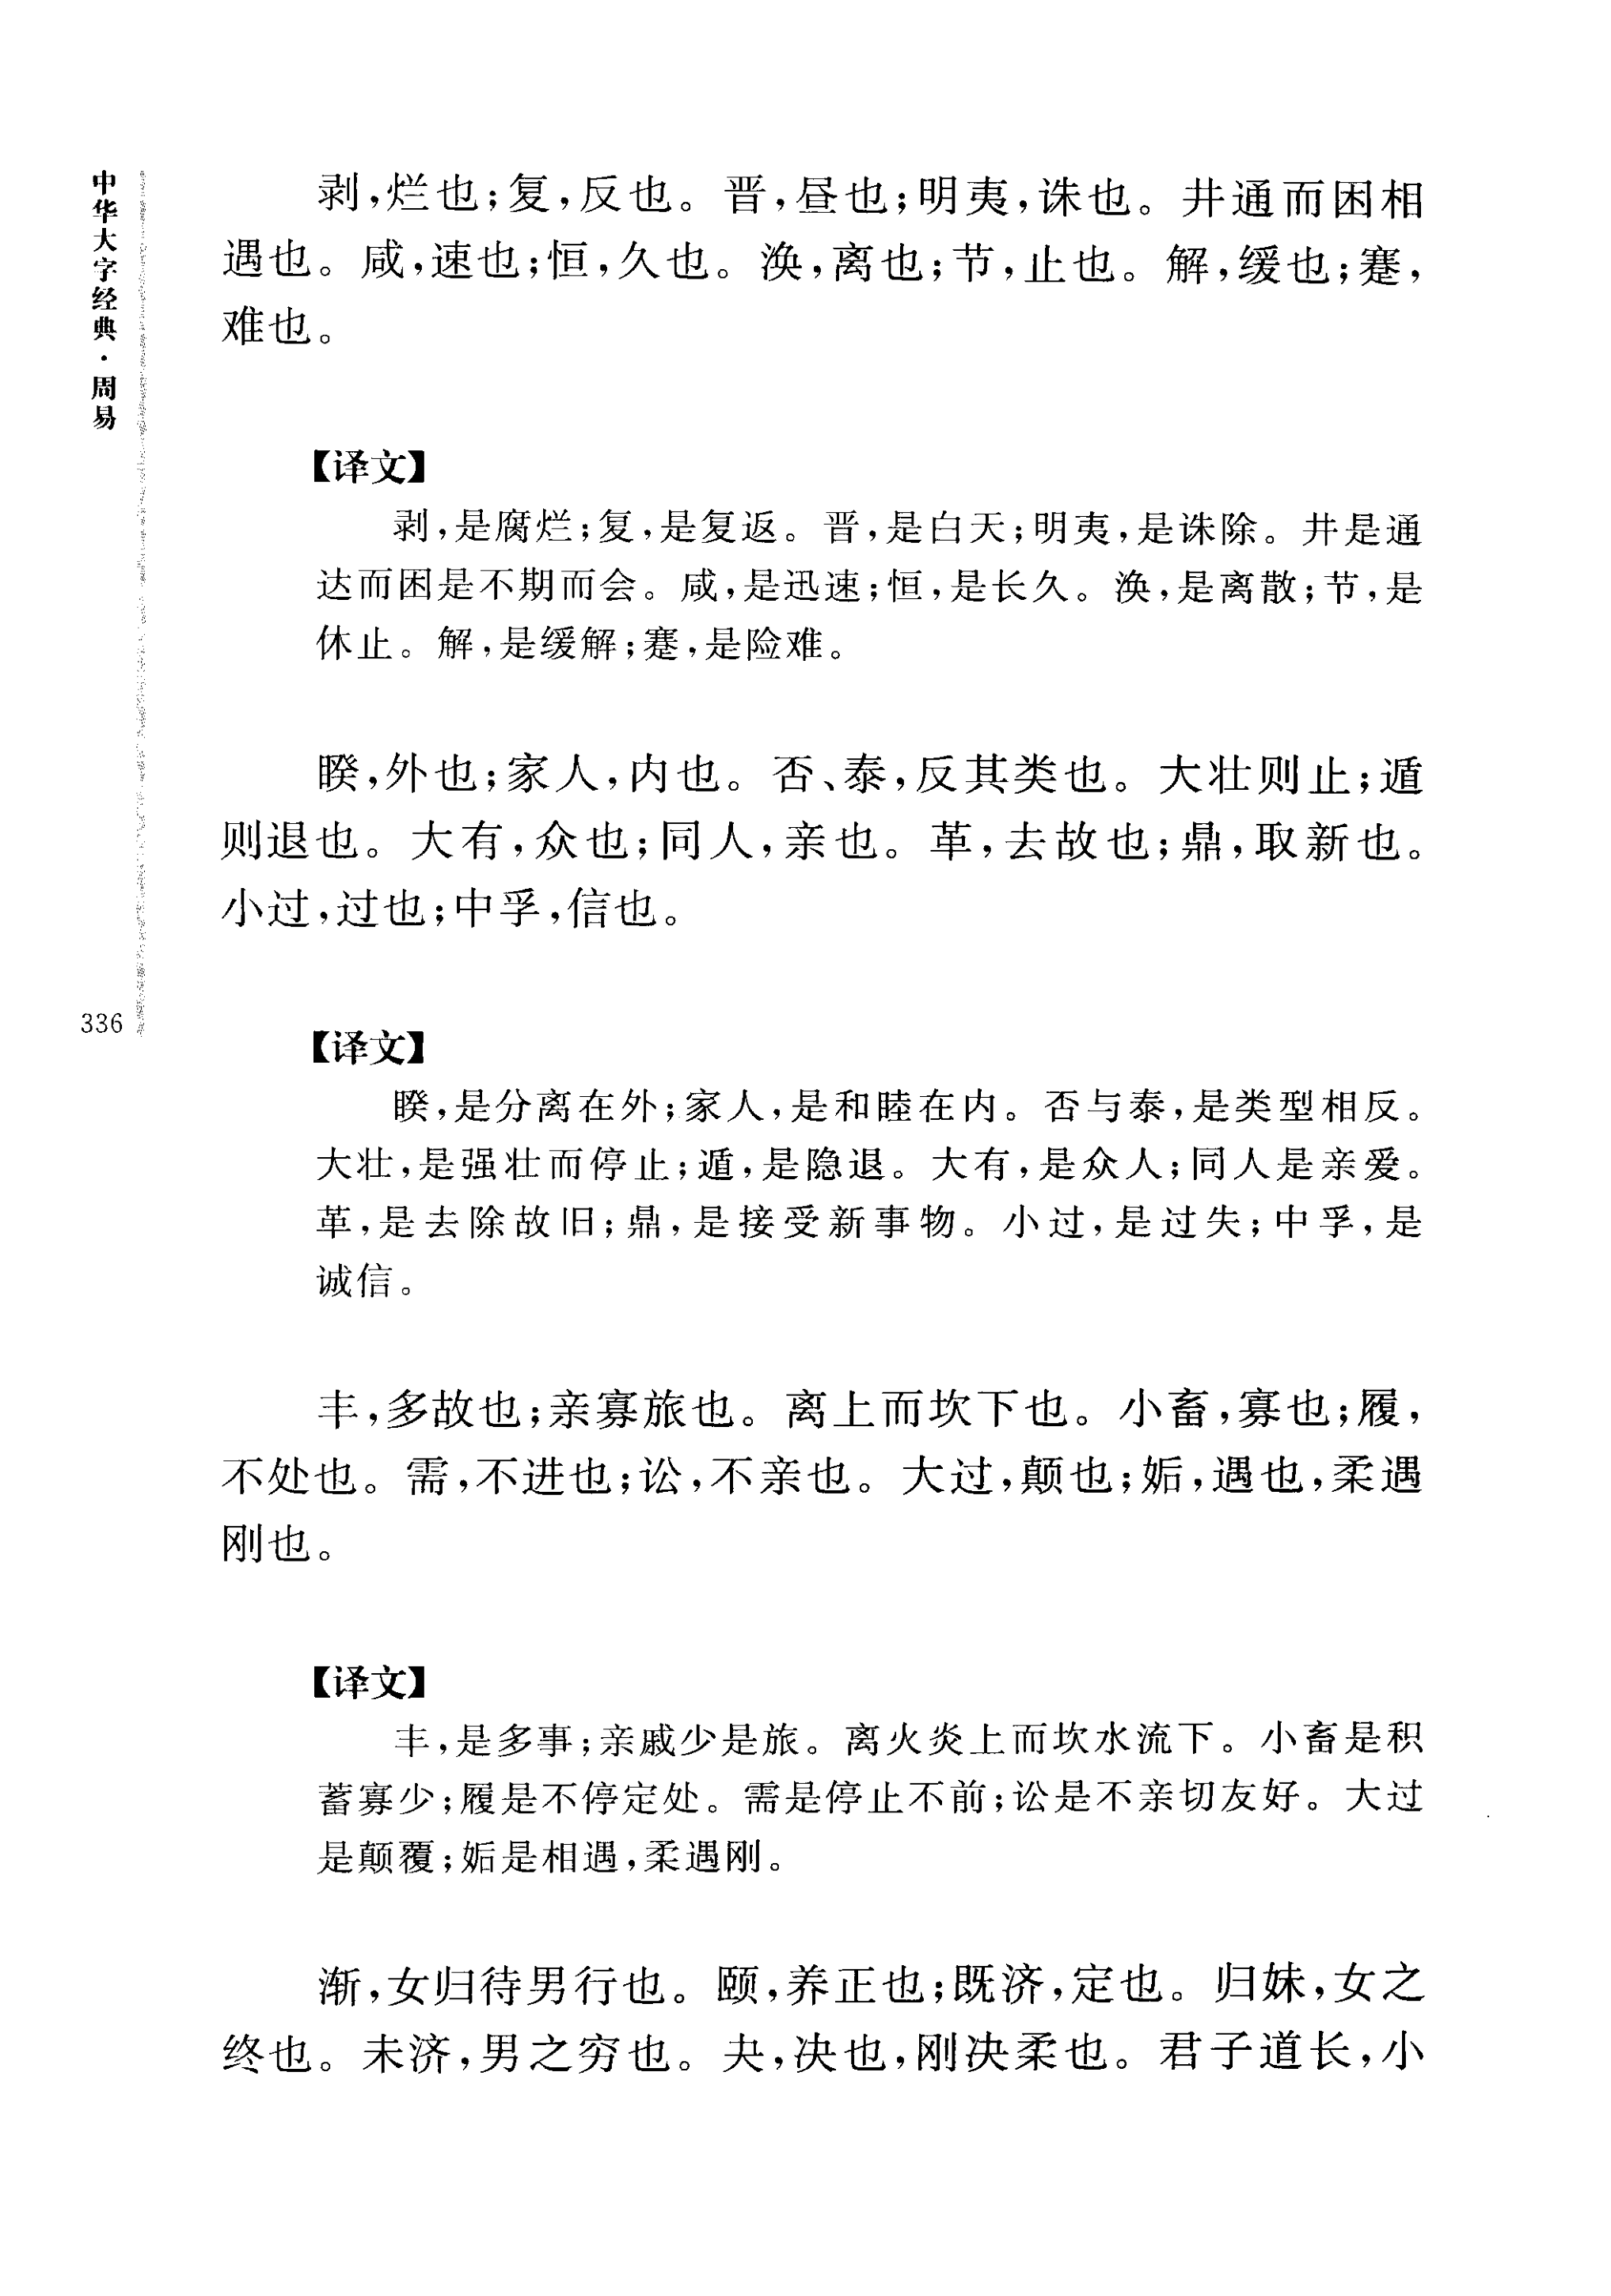 中华大字经典·周易
剥,烂也;复,反也。晋,昼也;明夷,诛也。井通而困相
遇也。咸,速也;恒,久也。涣,离也;节,止也。解,缓也;蹇,
难也。
【译文】
剥,是腐烂;复,是复返。晋,是白天;明夷,是诛除。井是通
达而困是不期而会。咸,是迅速;恒,是长久。涣,是离散;节,是
休止。解,是缓解;蹇,是险难。
睽,外也;家人,内也。否、泰,反其类也。大壮则止;遁
则退也。大有,众也;同人,亲也。革,去故也;鼎,取新也。
小过,过也;中孚,信也。
336
【译文】
睽,是分离在外;家人,是和睦在内。否与泰,是类型相反。
大壮,是强壮而停止;遁,是隐退。大有,是众人;同人是亲爱。
革,是去除故旧;鼎,是接受新事物。小过,是过失;中孚,是
诚信。
丰,多故也;亲寡旅也。离上而坎下也。小畜,寡也;履,
不处也。需,不进也;讼,不亲也。大过,颠也;姤,遇也,柔遇
刚也。
【译文】
丰,是多事;亲戚少是旅。离火炎上而坎水流下。小畜是积
蓄寡少;履是不停定处。需是停止不前;讼是不亲切友好。大过
是颠覆;姤是相遇,柔遇刚。
渐,女归待男行也。颐,养正也;既济,定也。归妹,女之
终也。未济,男之穷也。夬,决也,刚决柔也。君子道长,小